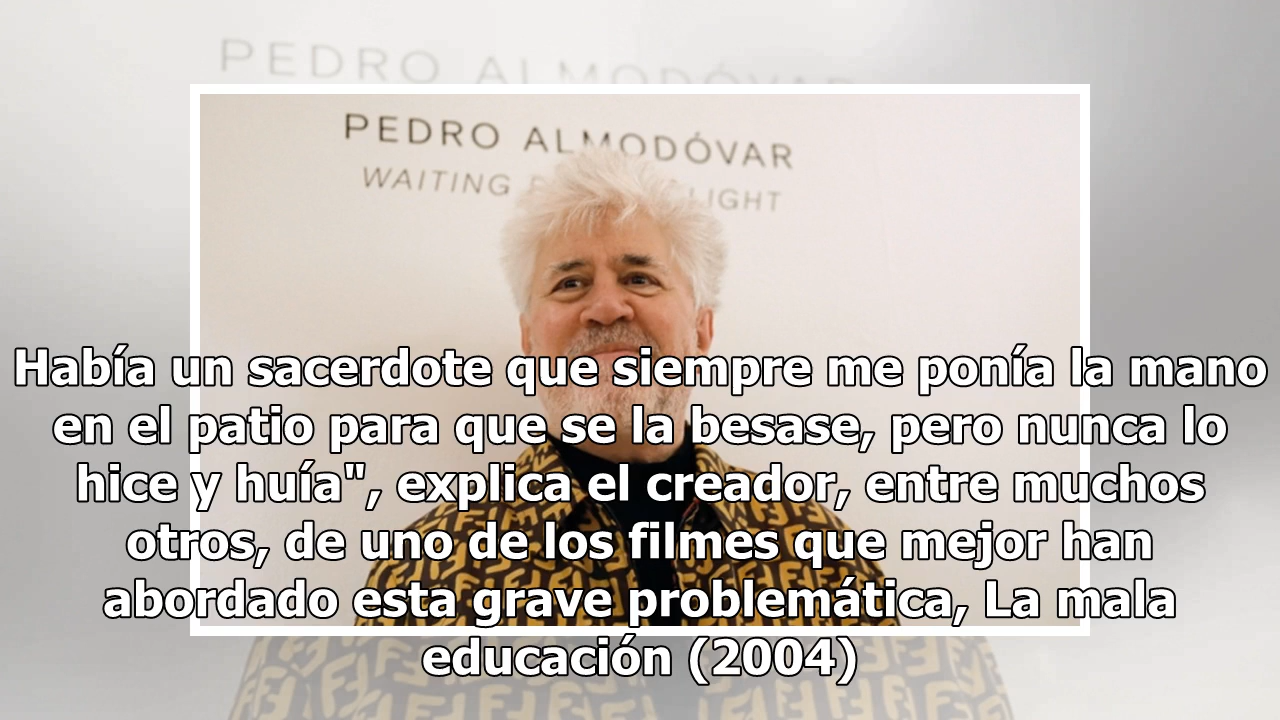 PEDRO ALMODÓVAR
PEDRO ALMODÓVAR
WAITING LIGHT
Había un sacerdote que siempre me ponía la mano
en el patio para que se la besase, pero nunca lo
hice y huía", explica el creador, entre muchos
otros, de uno de los filmes que mejor han
abordado esta grave problemática, La mala
educación (2004)